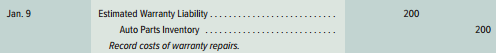 Jan. 9 Estimated Warranty Liability........................... 200
Auto Parts Inventory ............................ 200
Record costs of warranty repairs.